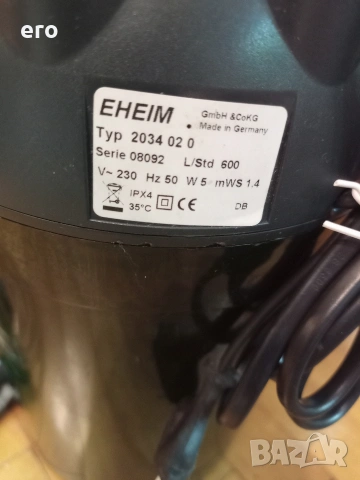 ero
EHEIM GmbH &CoKG
Made in Germany
Typ 2034 02 0
Serie 08092 L/Std 600
V~ 230 Hz 50 W 5 mWS 1.4
IPX4
35°C CE DB
BAZAR
bg